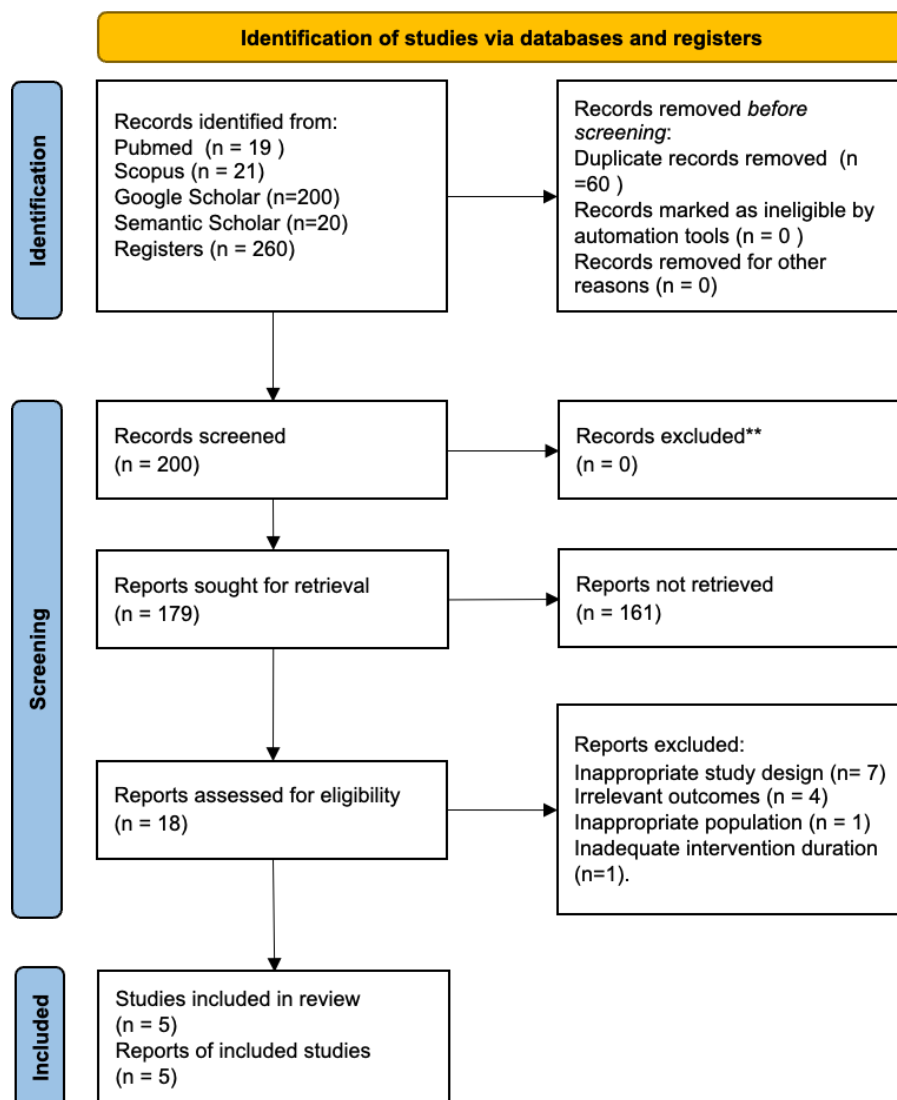 Identification of studies via databases and registers
Identification
Records identified from:
Pubmed (n = 19 )
Scopus (n = 21)
Google Scholar (n=200)
Semantic Scholar (n=20)
Registers (n = 260)
Records removed before
screening:
Duplicate records removed (n
=60 )
Records marked as ineligible by
automation tools (n = 0 )
Records removed for other
reasons (n = 0)
Screening
Records screened
(n = 200)
Records excluded**
(n = 0)
Reports sought for retrieval
(n = 179)
Reports not retrieved
(n = 161)
Reports assessed for eligibility
(n = 18)
Reports excluded:
Inappropriate study design (n= 7)
Irrelevant outcomes (n = 4)
Inappropriate population (n = 1)
Inadequate intervention duration
(n=1).
Included
Studies included in review
(n = 5)
Reports of included studies
(n = 5)